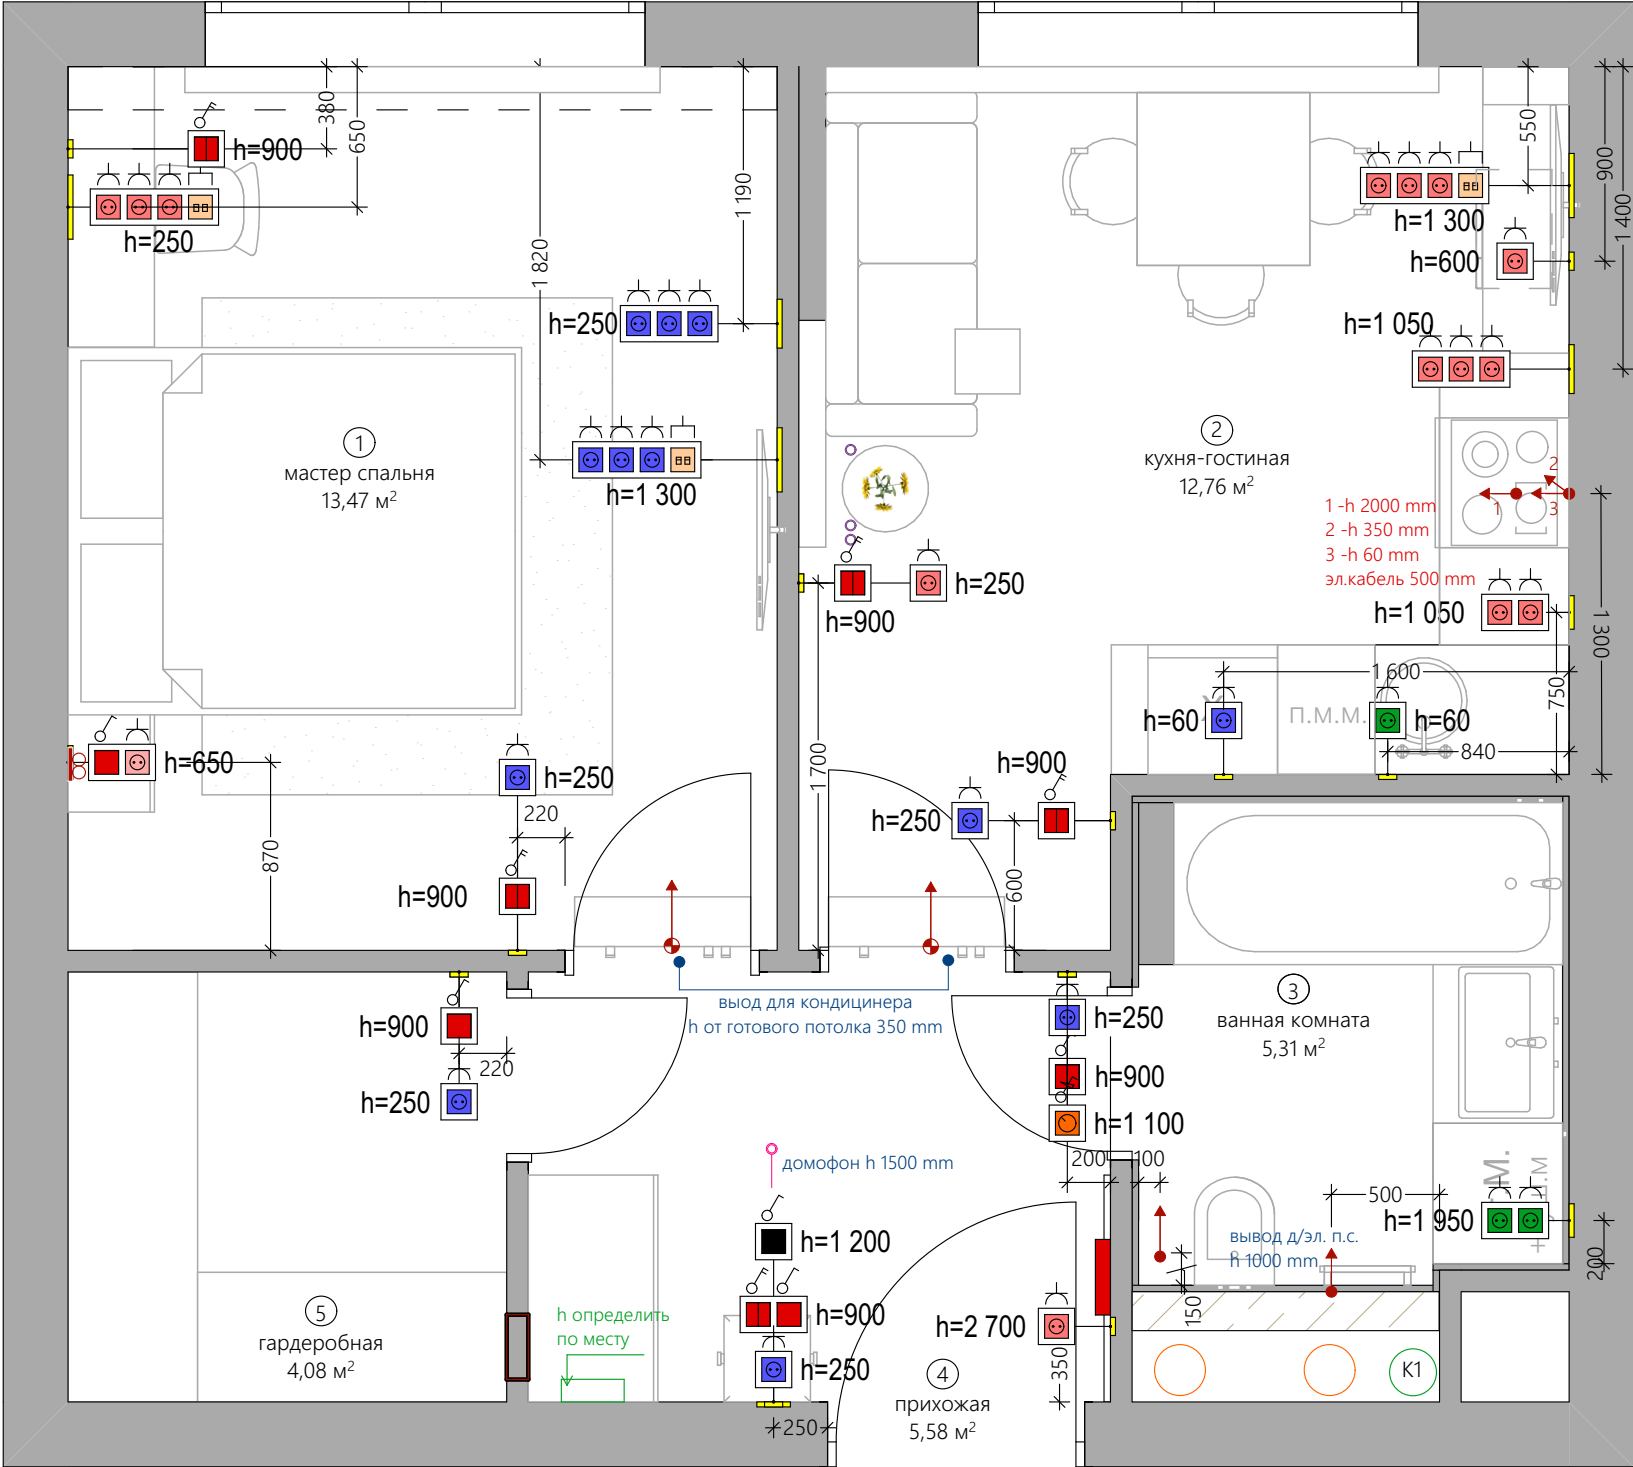 380
650
h=900
h=250
1 190
1 820
h=250
h=1 300
1
мастер спальня
13,47 м²
h=650
870
h=250
220
h=900
550
900
1 400
h=1 300
h=600
h=1 050
2
кухня-гостиная
12,76 м²
2
1
3
1 -h 2000 mm
2 -h 350 mm
3 -h 60 mm
эл.кабель 500 mm
h=1 050
1 300
750
1 600
h=60
Х
П.М.М.
h=60
840
h=250
h=900
1 700
h=900
h=250
600
выод для кондицинера
h от готового потолка 350 mm
h=900
220
h=250
h=250
h=900
h=1 100
200
100
3
ванная комната
5,31 м²
домофон h 1500 mm
h=1 200
h=900
h=250
250
h=2 700
350
4
прихожая
5,58 м²
5
гардеробная
4,08 м²
h определить
по месту
500
h=1 950
200
вывод д/эл. п.с.
h 1000 mm
150
К1